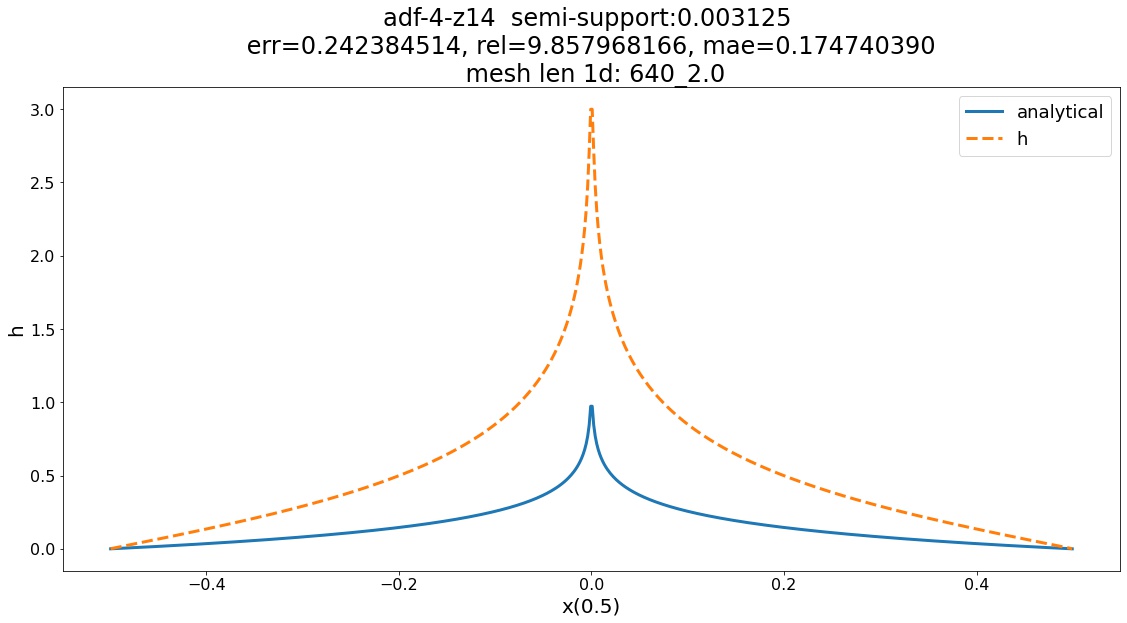 adf-4-z14  semi-support:0.003125
err=0.242384514, rel=9.857968166, mae=0.174740390
mesh len 1d: 640_2.0
analytical
h
h
3.0
2.5
2.0
1.5
1.0
0.5
0.0
−0.4
−0.2
0.0
0.2
0.4
x(0.5)